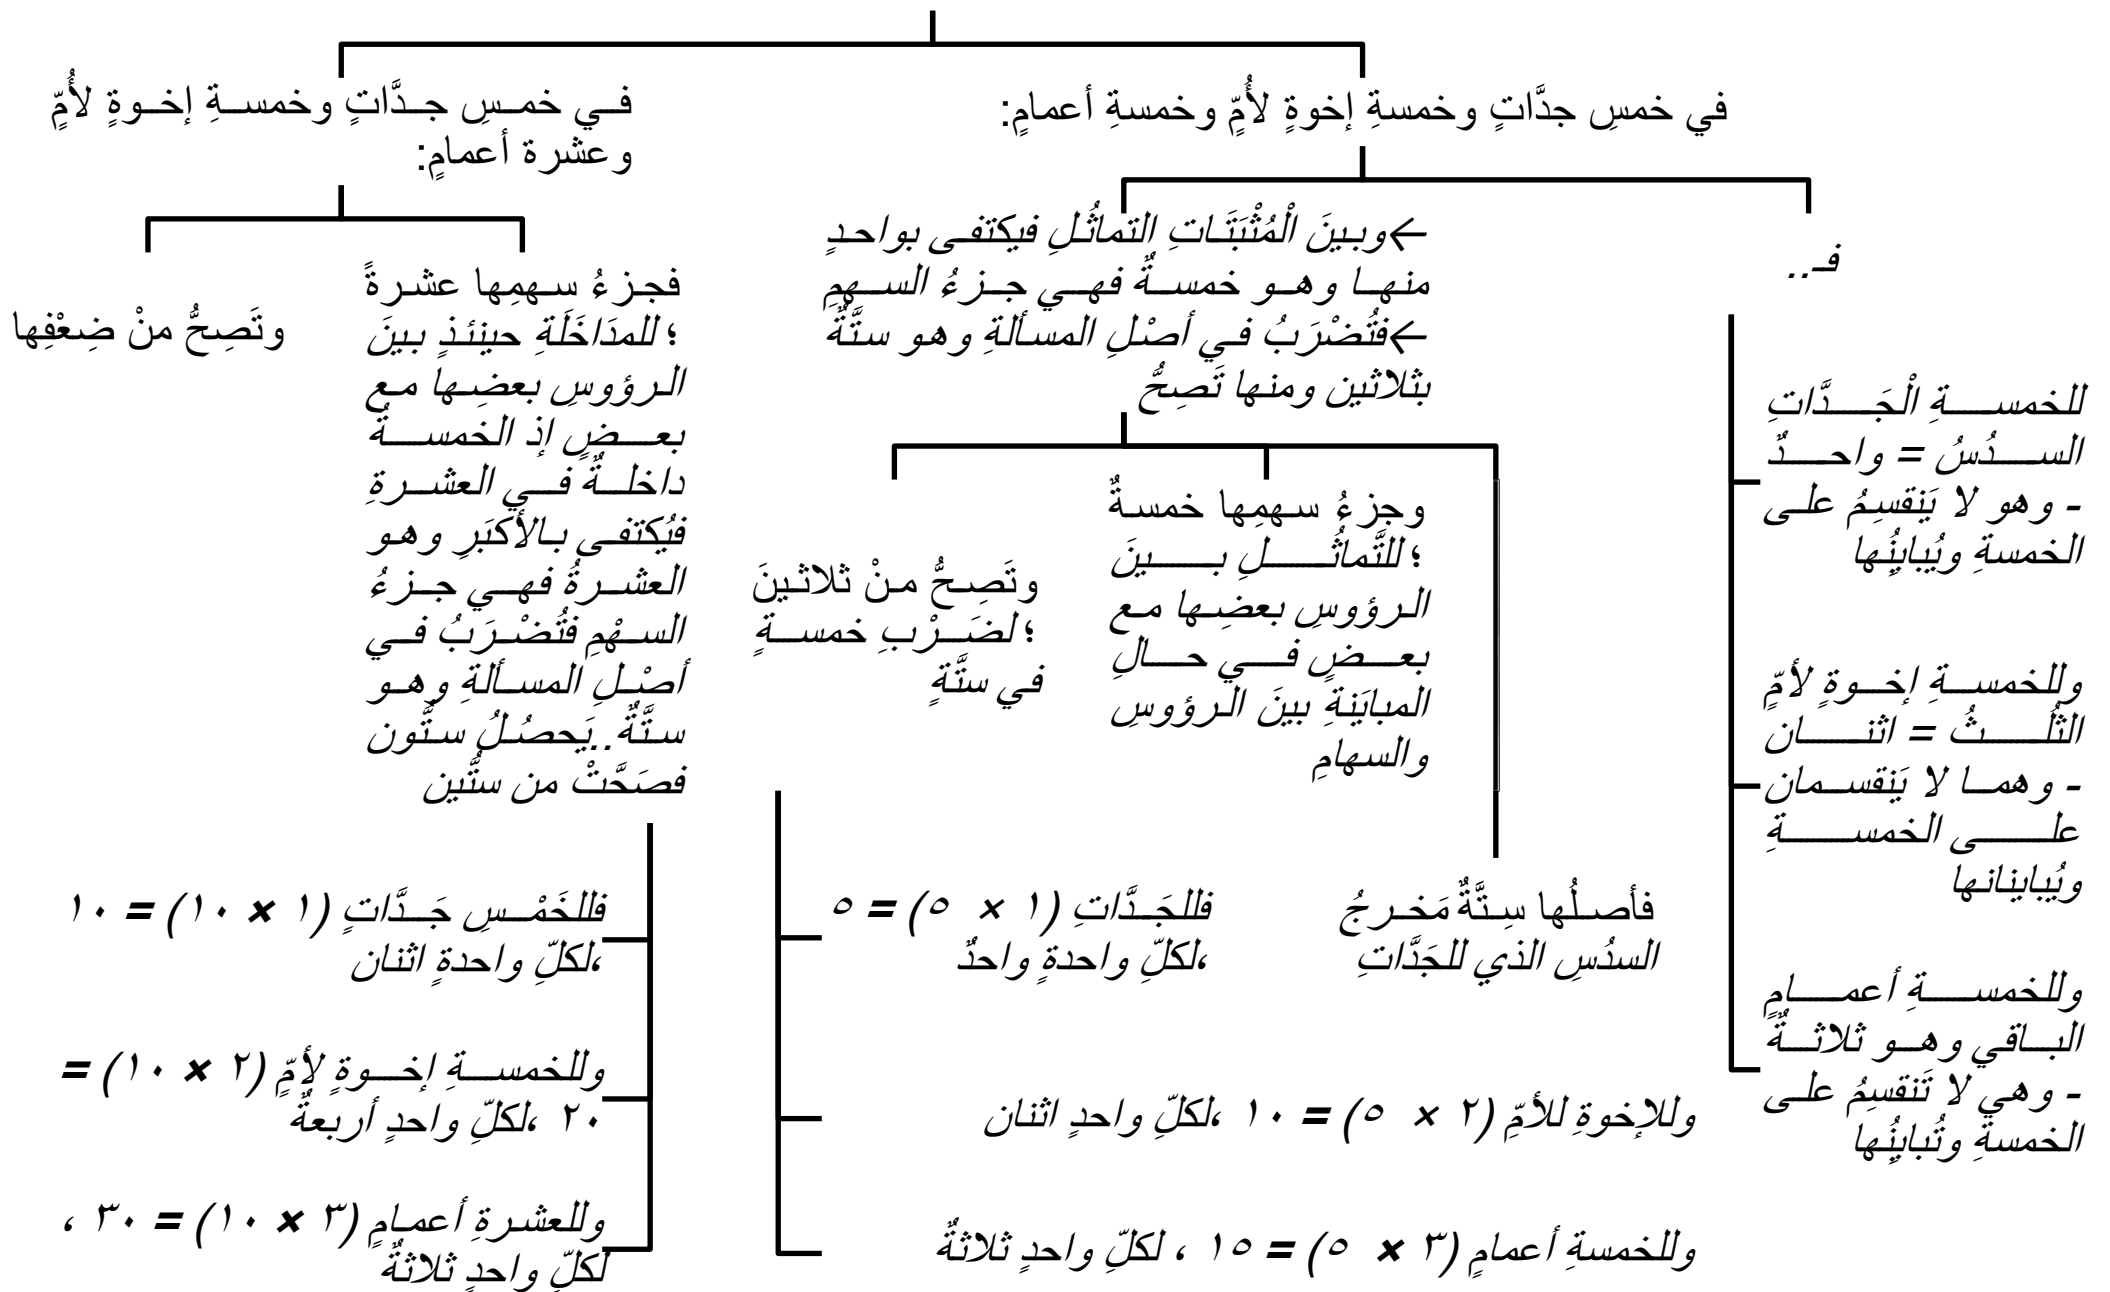 في خمسِ جدَّاتٍ وخمسةِ إخوةٍ لأُمٍّ وخمسةِ أعمامٍ:
فـ..
للخمسةِ الْجَدَّاتِ
السدُسُ = واحدٌ
- وهو لا يَنقسِمُ على
الخمسةِ ويُبايِنُها
وللخمسةِ إخوةٍ لأمّ
الثُلثُ = اثنان
- وهما لا يَنقسمان
على الخمسةِ
ويُباينانها
وللخمسةِ أعمامٍ
الباقي وهو ثلاثةٌ
- وهي لا تَنقسِمُ على
الخمسةِ وتُبايِنُها
←وبينَ الْمُثْبَتَاتِ التماثُلِ فيكتفى بواحدٍ
منها وهو خمسةٌ فهي جزءُ السهمِ
←فتُضْرَبُ في أصْلِ المسألةِ وهو ستَّةٌ
بثلاثين ومنها تَصِحُّ
فأصلُها سِتَّةٌ مَخرجُ
السدُسِ الذي للجَدَّاتِ
وجزءُ سهمِها خمسةٌ
؛ للتَّماثُلِ بينَ
الرؤوسِ بعضِها مع
بعضٍ في حالِ
المبايَنةِ بينَ الرؤوسِ
والسهامِ
وتَصِحُّ منْ ثلاثينَ
؛ لضَرْبِ خمسةٍ
في ستَّةٍ
فللجَدَّاتِ (١ × ٥) = ٥
،لكلّ واحدةٍ واحدٌ
وللإخوةِ للأمّ (٢ × ٥) = ١٠ ،لكلّ واحدٍ اثنان
وللخمسةِ أعمامٍ (٣ × ٥) = ١٥ ، لكلّ واحدٍ ثلاثةٌ
في خمسِ جدَّاتٍ وخمسةِ إخوةٍ لأُمٍّ
وعشرة أعمامٍ:
فجزءُ سهمِها عشرةً
؛ للمدَاخَلَةِ حينئذٍ بينَ
الرؤوسِ بعضِها مع
بعضٍ إذ الخمسةُ
داخلةٌ في العشرةِ
فيُكتفى بالأكبَرِ وهو
العشرةُ فهي جزءُ
السهْمِ فتُضْرَبُ في
أصْلِ المسألةِ وهو
ستَّةٌ..يَحصُلُ ستُّون
فصَحَّتْ من ستِّين
وتَصِحُّ منْ ضِعْفِها
فللخَمْسِ جَدَّاتٍ (١ × ١٠) = ١٠
،لكلّ واحدةٍ اثنان
وللخمسةِ إخوةٍ لأمّ (٢ × ١٠) =
٢٠ ،لكلّ واحدٍ أربعةٌ
وللعشرةِ أعمامٍ (٣ × ١٠) = ٣٠ ،
لكلّ واحدٍ ثلاثةٌ